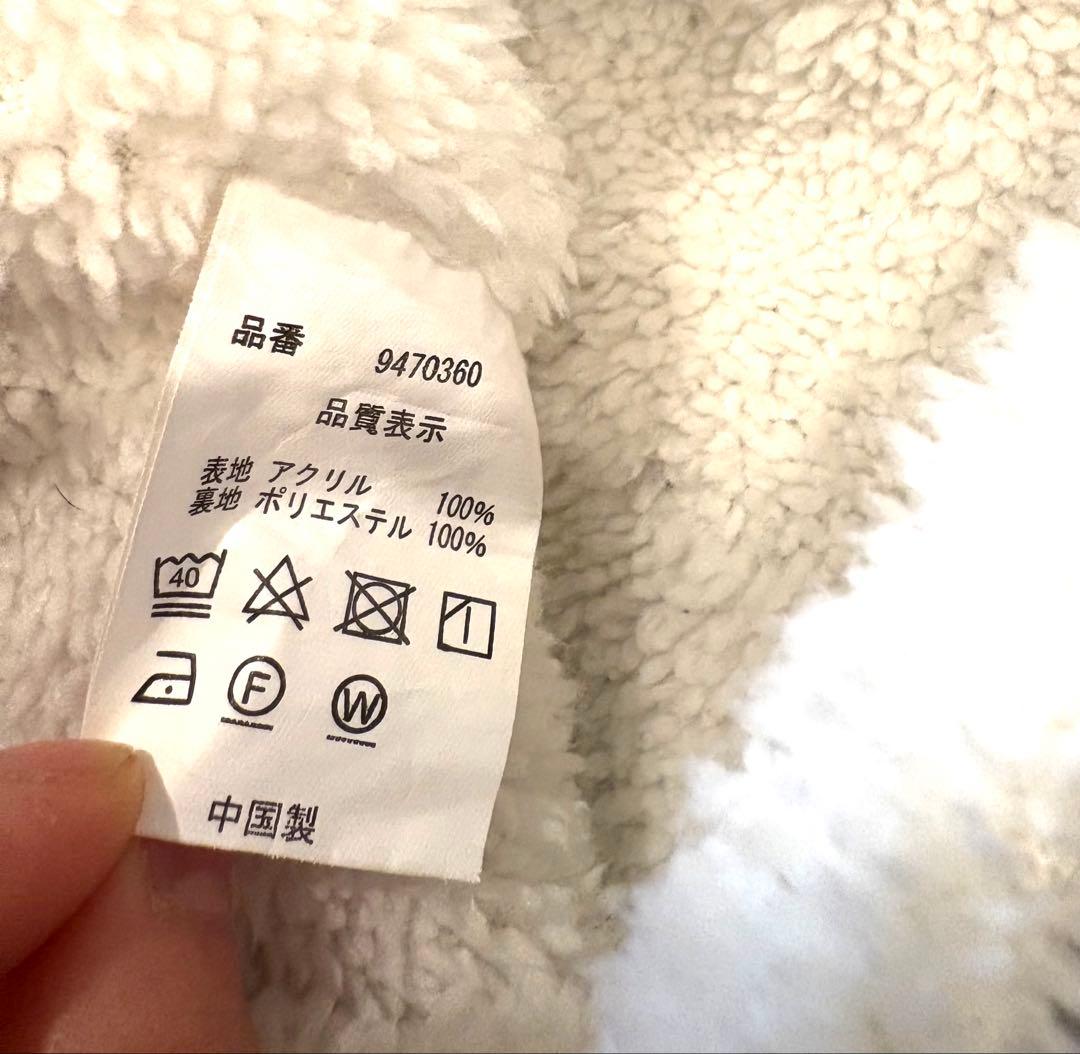 品番 9470360
品質表示
表地 アクリル 100%
裏地 ポリエステル 100%
40
F W
中国製